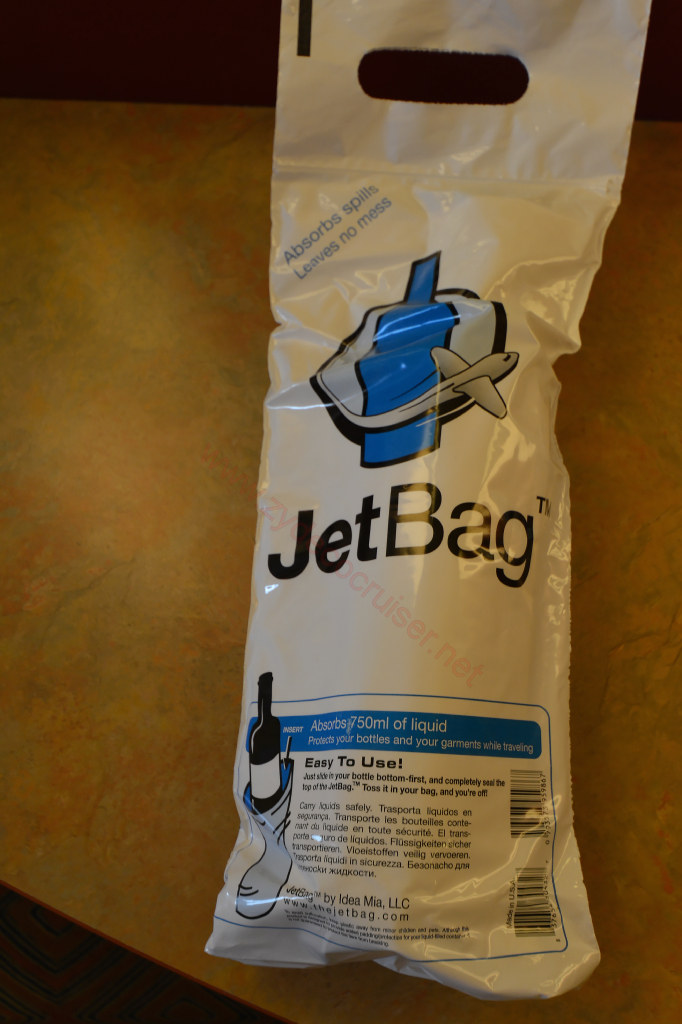 Absorbs spills
Leaves no mess
JetBag™
INSERT
Absorbs 750ml of liquid
Protects your bottles and your garments while traveling
Easy To Use!
Just slide in your bottle bottom-first, and completely seal the
top of the JetBag.™ Toss it in your bag, and you're off!
Carry liquids safely. Trasporta liquidos en
segurança. Transporte les bouteilles conte-
nant du liquide en toute sécurité. El trans-
porte seguro de líquidos. Flüssigkeiten sicher
transportieren. Vloeistoffen veilig vervoeren.
Trasporta liquidi in sicurezza. Безопасно для
жидкости.
JetBag™ by Idea Mia, LLC
www.thejetbag.com
Made in U.S.A.
cruiser.net